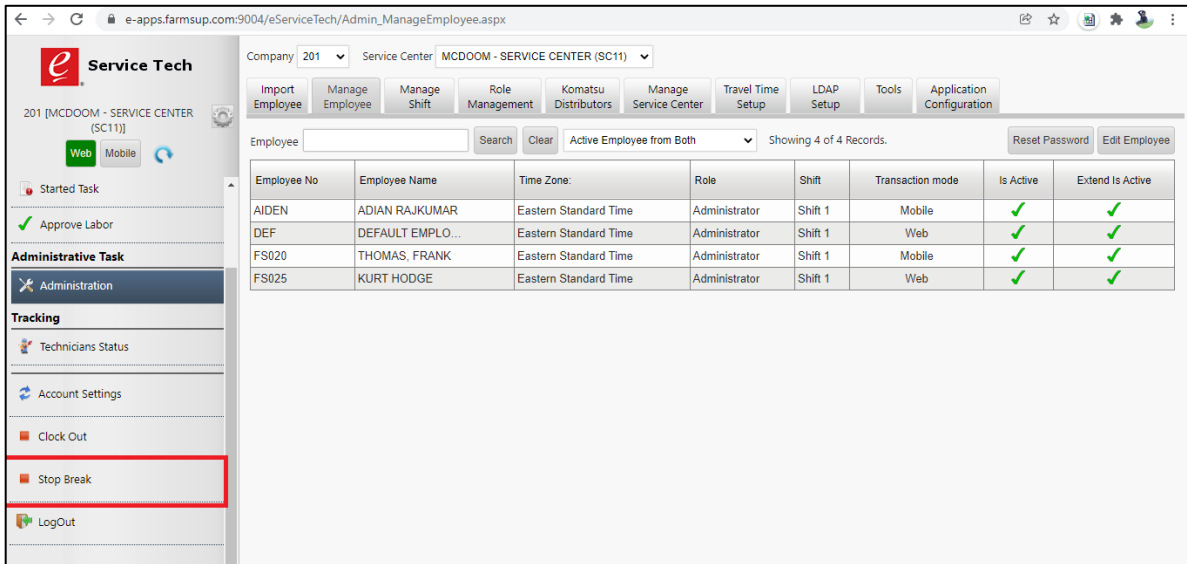 e-apps.farmsup.com:9004/eServiceTech/Admin_ManageEmployee.aspx
e Service Tech
201 [MCDOOM - SERVICE CENTER
(SC11)]
Web Mobile
Started Task
Approve Labor
Administrative Task
Administration
Tracking
Technicians Status
Account Settings
Clock Out
Stop Break
LogOut
Company 201 Service Center MCDOOM - SERVICE CENTER (SC11)
Import Employee
Manage Employee
Manage Shift
Role Management
Komatsu Distributors
Manage Service Center
Travel Time Setup
LDAP Setup
Tools
Application Configuration
Employee Search Clear Active Employee from Both Showing 4 of 4 Records. Reset Password Edit Employee
Employee No Employee Name Time Zone: Role Shift Transaction mode Is Active Extend Is Active
AIDEN ADIAN RAJKUMAR Eastern Standard Time Administrator Shift 1 Mobile
DEF DEFAULT EMPLO... Eastern Standard Time Administrator Shift 1 Web
FS020 THOMAS, FRANK Eastern Standard Time Administrator Shift 1 Mobile
FS025 KURT HODGE Eastern Standard Time Administrator Shift 1 Web